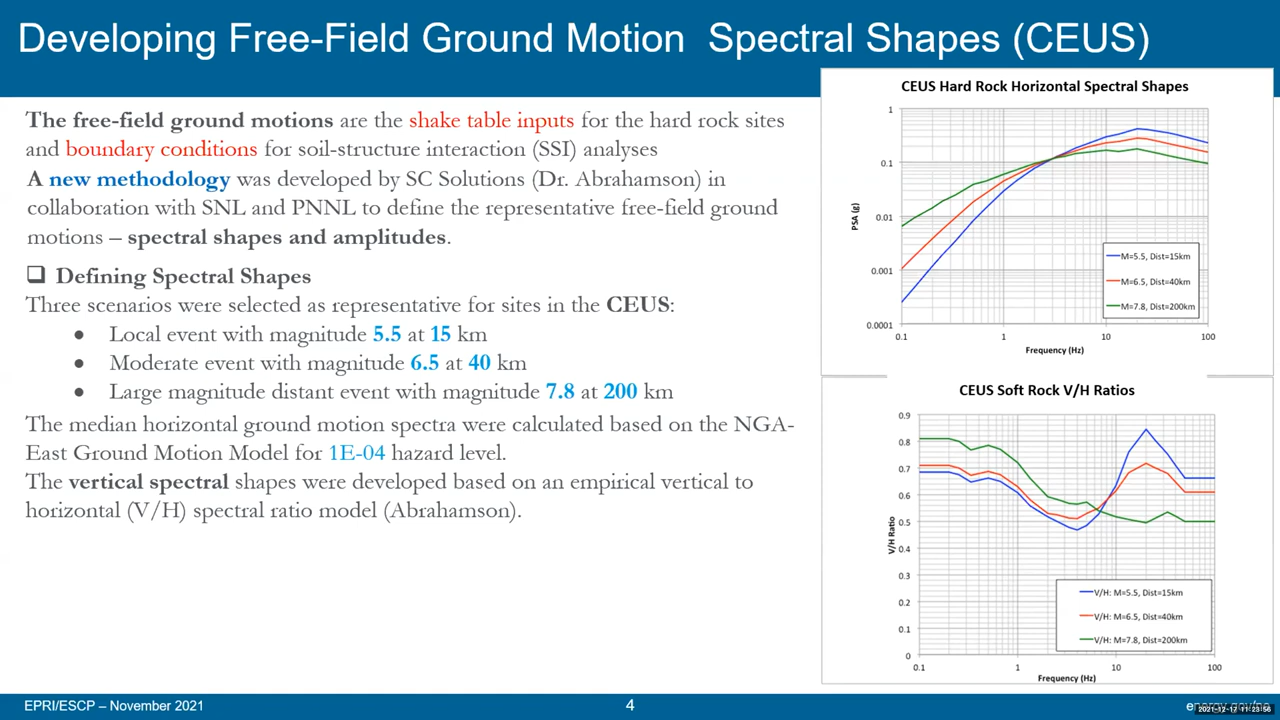 Developing Free-Field Ground Motion Spectral Shapes (CEUS)
The free-field ground motions are the shake table inputs for the hard rock sites
and boundary conditions for soil-structure interaction (SSI) analyses
A new methodology was developed by SC Solutions (Dr. Abrahamson) in
collaboration with SNL and PNNL to define the representative free-field ground
motions – spectral shapes and amplitudes.
❑ Defining Spectral Shapes
Three scenarios were selected as representative for sites in the CEUS:
● Local event with magnitude 5.5 at 15 km
● Moderate event with magnitude 6.5 at 40 km
● Large magnitude distant event with magnitude 7.8 at 200 km
The median horizontal ground motion spectra were calculated based on the NGA-
East Ground Motion Model for 1E-04 hazard level.
The vertical spectral shapes were developed based on an empirical vertical to
horizontal (V/H) spectral ratio model (Abrahamson).
CEUS Hard Rock Horizontal Spectral Shapes
1
0.1
0.01
0.001
0.0001
PSA (g)
M=5.5, Dist=15km
M=6.5, Dist=40km
M=7.8, Dist=200km
0.1 1 10 100
Frequency (Hz)
CEUS Soft Rock V/H Ratios
0.9
0.8
0.7
0.6
0.5
0.4
0.3
0.2
0.1
0
V/H Ratio
V/H: M=5.5, Dist=15km
V/H: M=6.5, Dist=40km
V/H: M=7.8, Dist=200km
0.1 1 10 100
Frequency (Hz)
EPRI/ESCP – November 2021
4
2021-12-17 11:23:56